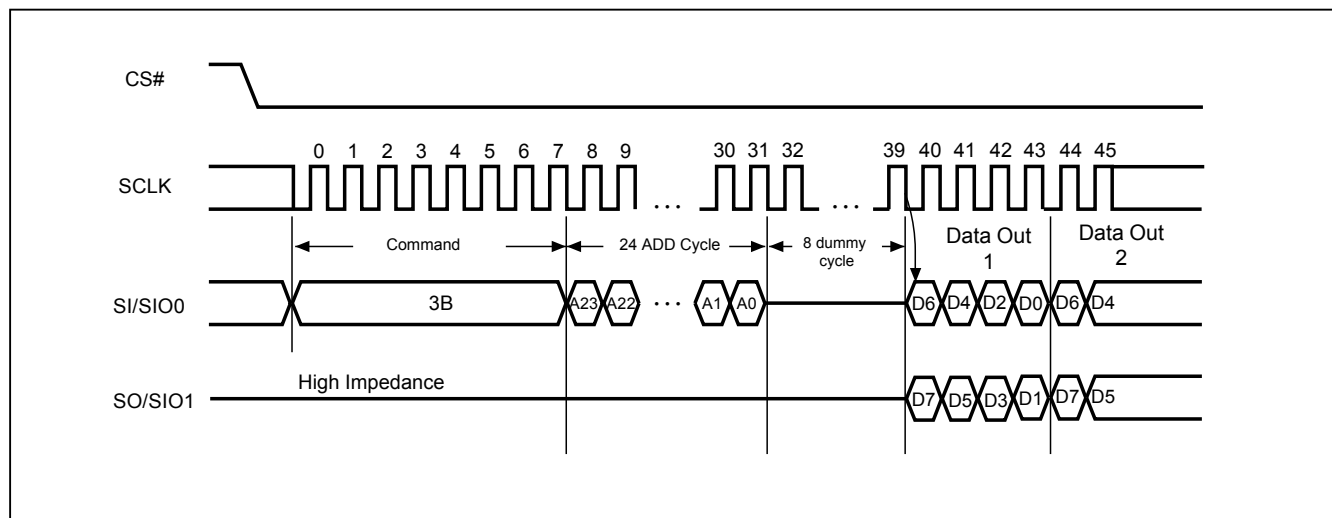 CS#
0 1 2 3 4 5 6 7 8 9 30 31 32 39 40 41 42 43 44 45
SCLK
... ...
Command 24 ADD Cycle 8 dummy cycle Data Out 1 Data Out 2
SI/SIO0 3B A23 A22 ... A1 A0 D6 D4 D2 D0 D6 D4
High Impedance
SO/SIO1 D7 D5 D3 D1 D7 D5